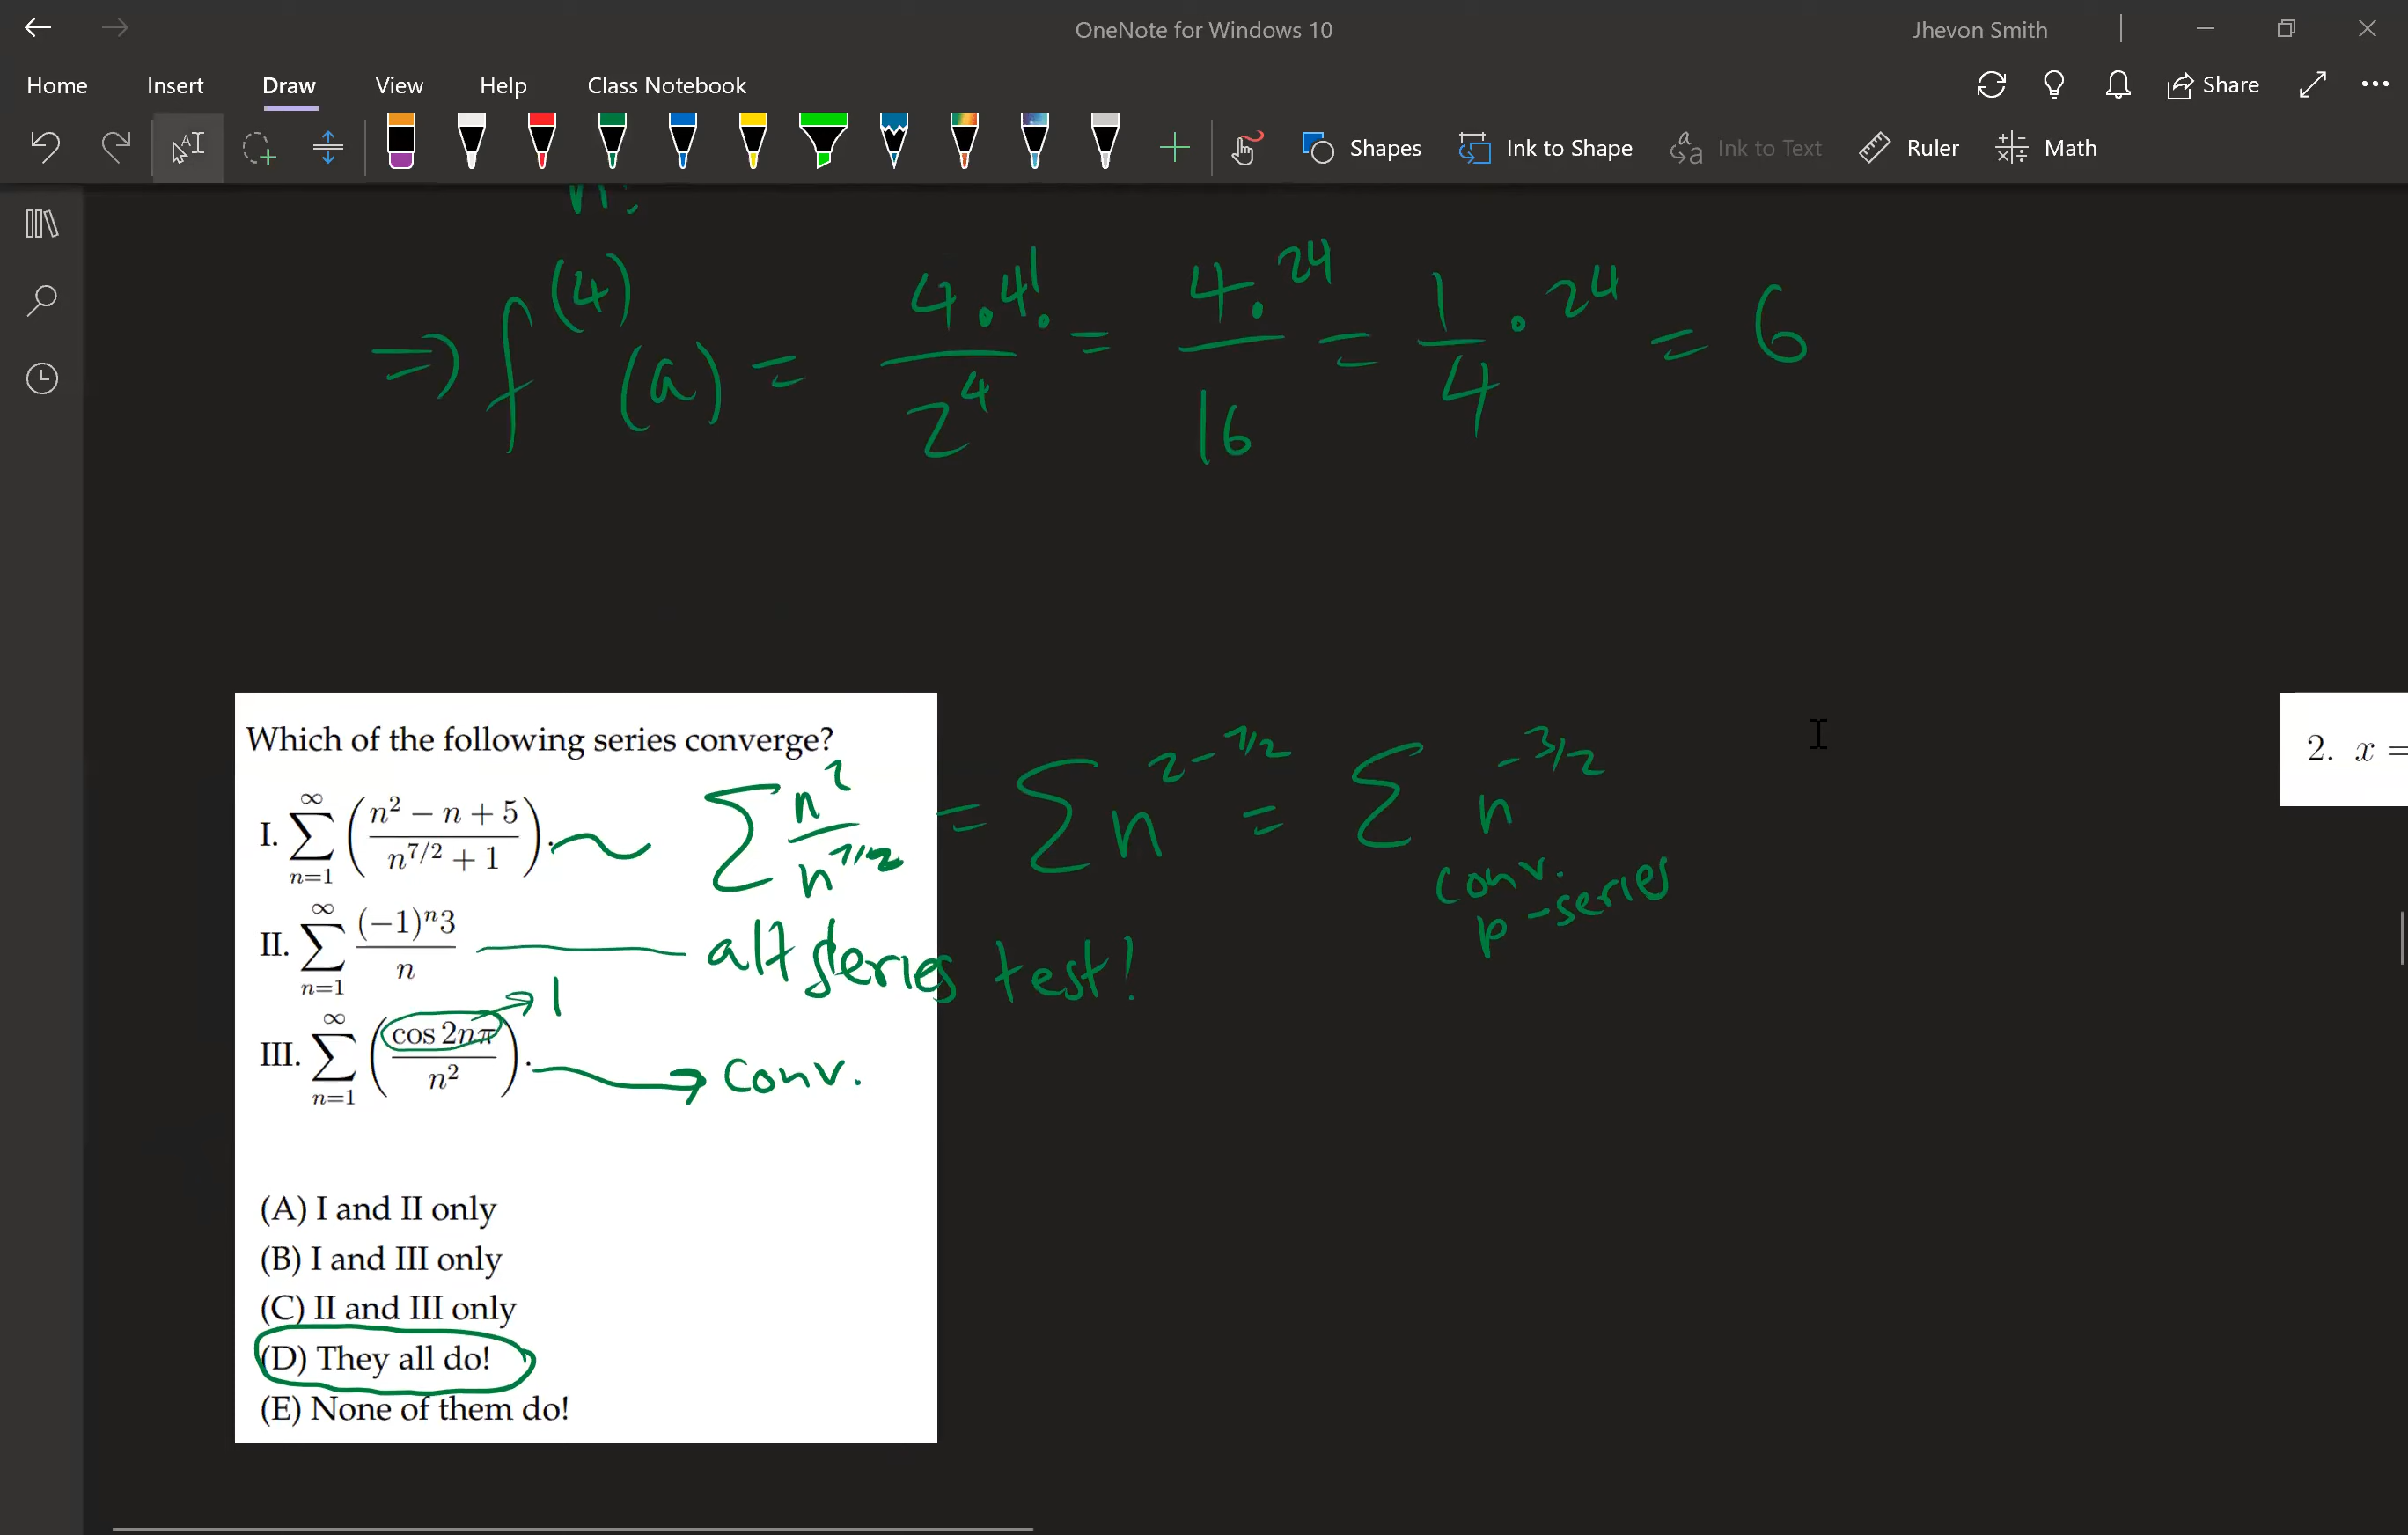 OneNote for Windows 10
Jhevon Smith
Home Insert Draw View Help Class Notebook Share
Shapes Ink to Shape Ink to Text Ruler Math
n!
⇒ f^(4)(a) = 4·4!/2^4 = 4·24/16 = 1/4 · 24 = 6
Which of the following series converge?
I. ∑_{n=1}^{∞} ((n² − n + 5)/(n^{7/2} + 1)). ~ ∑ n²/n^{7/2} = ∑ n^{2-7/2} = ∑ n^{-3/2}
conv.
p-series
II. ∑_{n=1}^{∞} (−1)^n 3/n — alt series test!
III. ∑_{n=1}^{∞} (cos 2nπ/n²). → conv.
→ 1
(A) I and II only
(B) I and III only
(C) II and III only
(D) They all do!
(E) None of them do!
2. x =